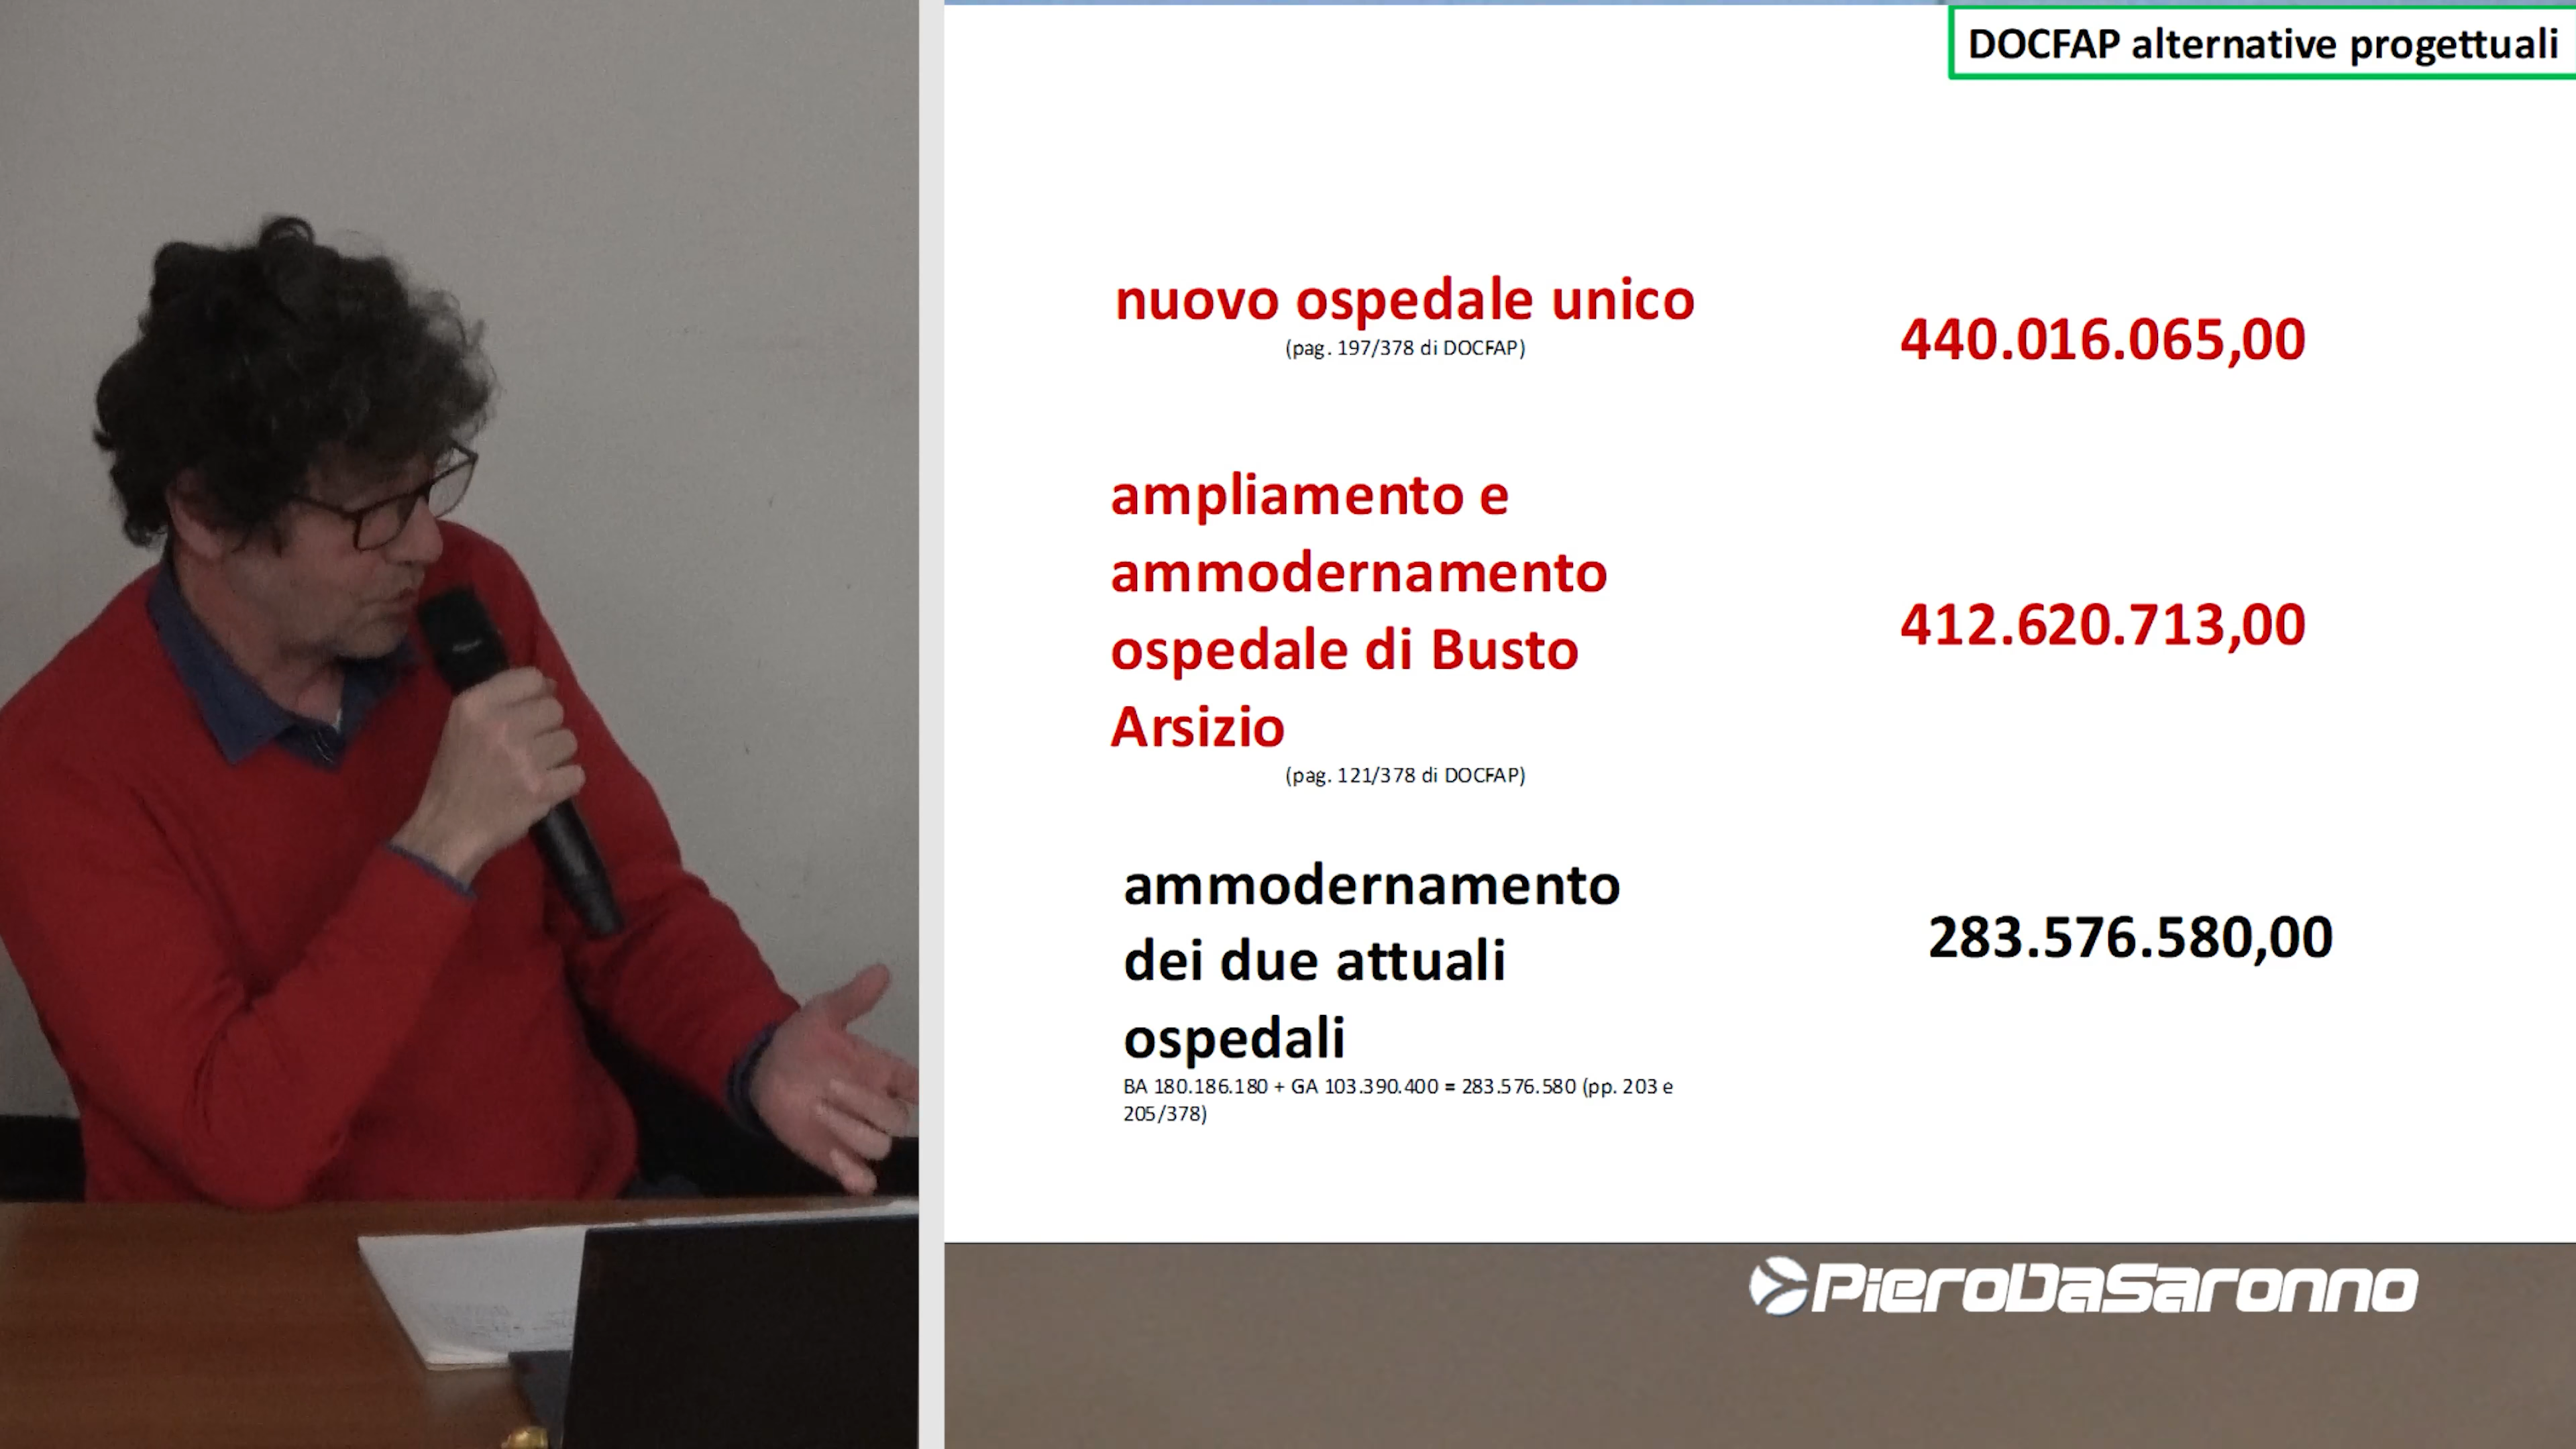 DOCFAP alternative progettuali
nuovo ospedale unico
(pag. 197/378 di DOCFAP)
440.016.065,00
ampliamento e
ammodernamento
ospedale di Busto
Arsizio
(pag. 121/378 di DOCFAP)
412.620.713,00
ammodernamento
dei due attuali
ospedali
283.576.580,00
BA 180.186.180 + GA 103.390.400 = 283.576.580 (pp. 203 e
205/378)
PieroDaSaronno